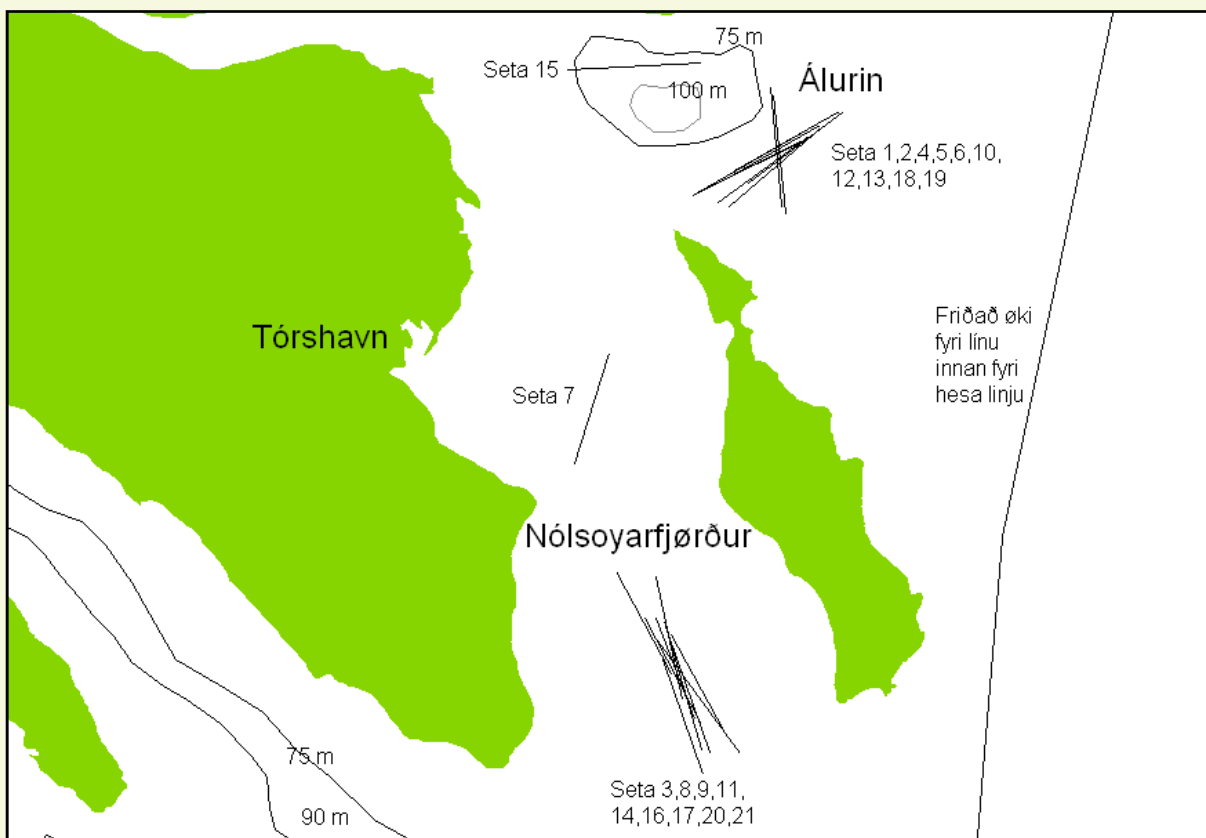 75 m
Seta 15
100 m
Álurin
Seta 1,2,4,5,6,10,
12,13,18,19
Tórshavn
Friðað øki
fyri línu
innan fyri
hesa linju
Seta 7
Nólsoyarfjørður
75 m
90 m
Seta 3,8,9,11,
14,16,17,20,21